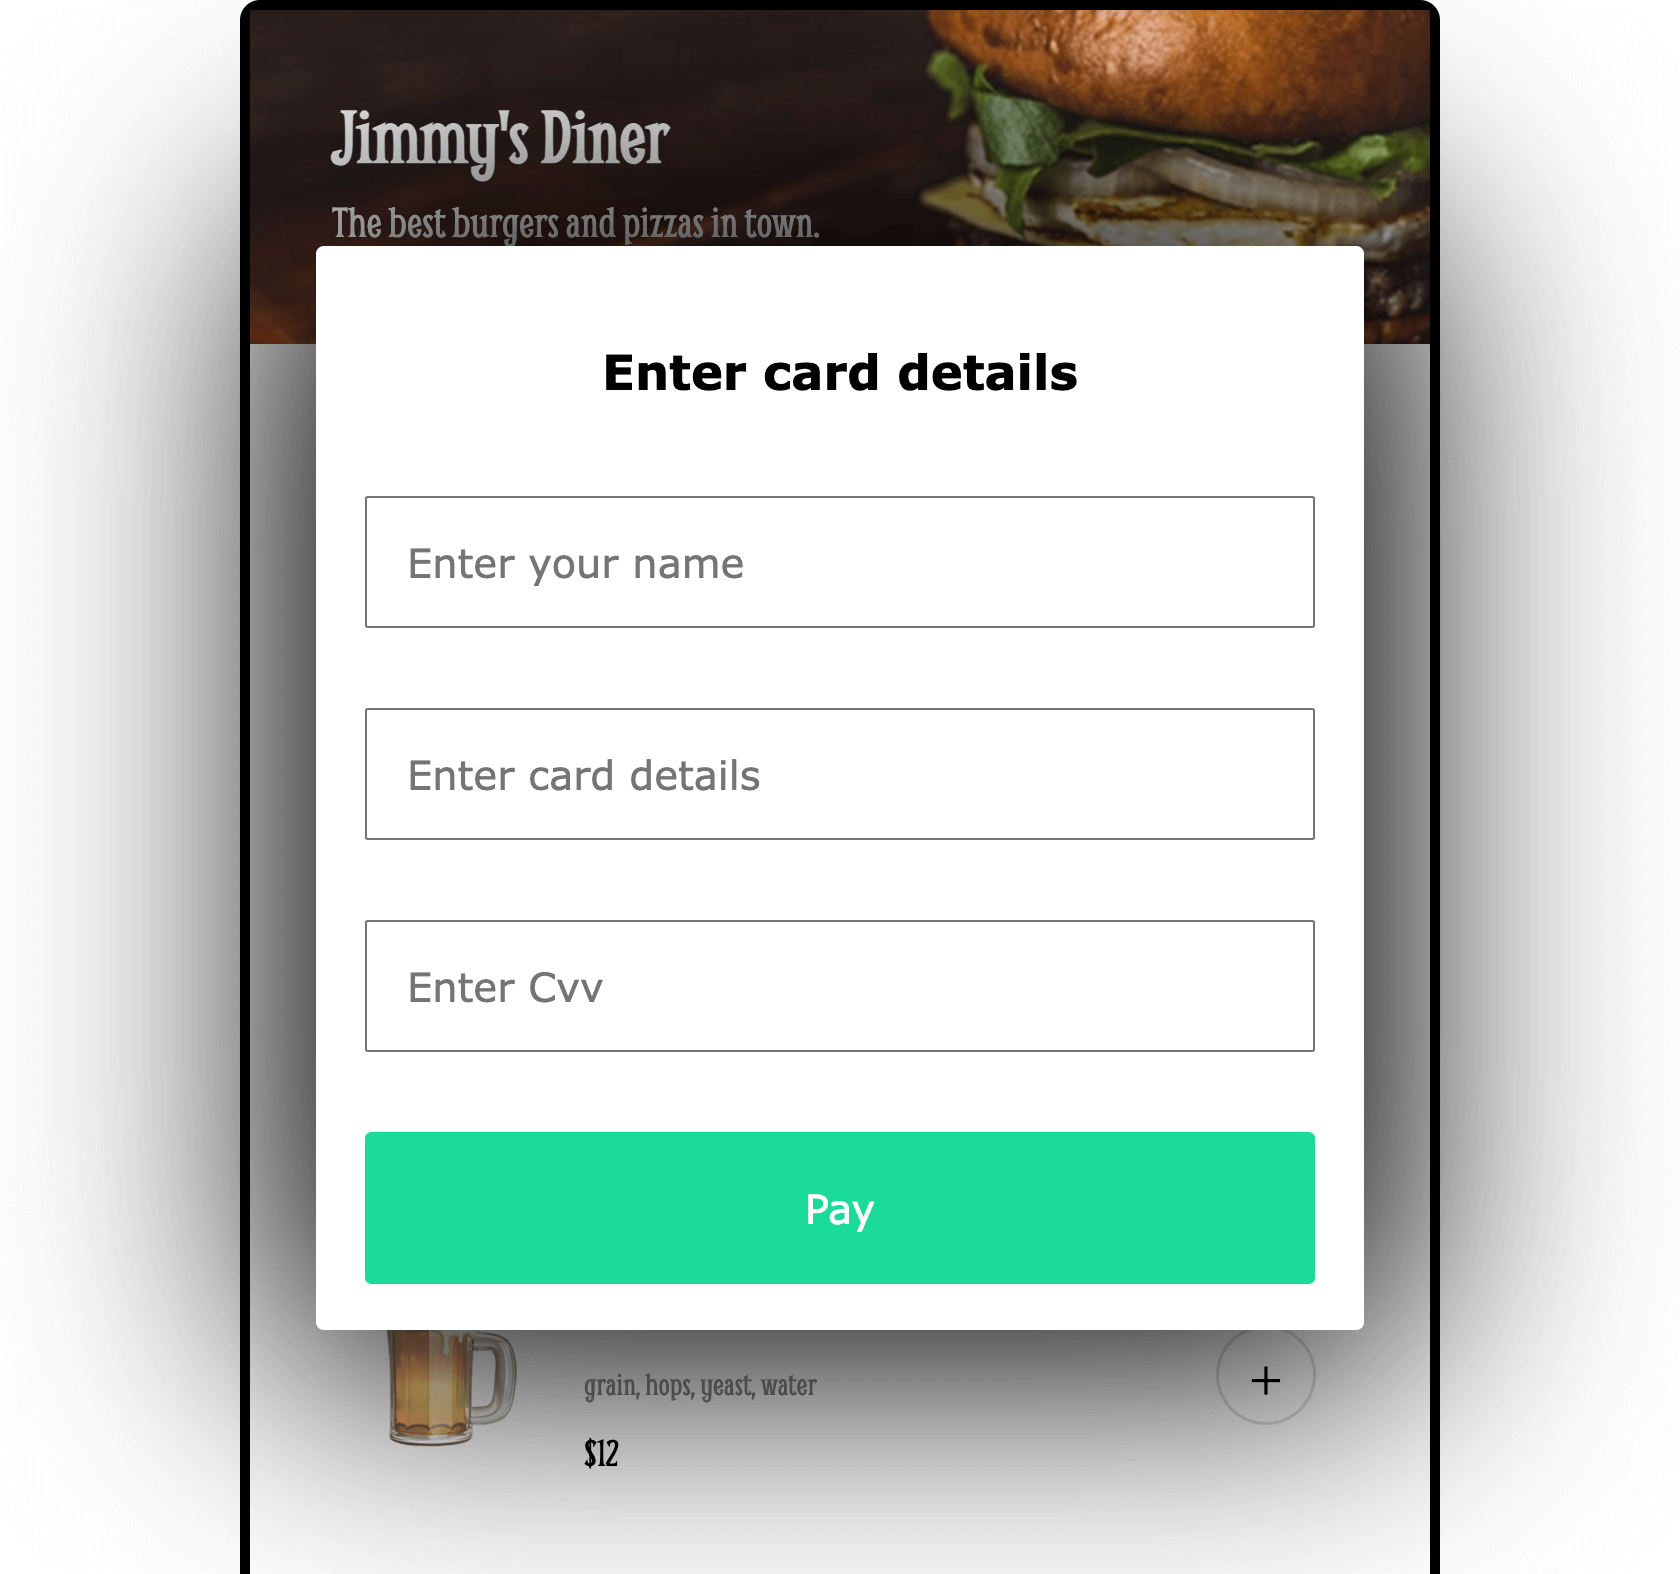 Jimmy's Diner
The best burgers and pizzas in town.
Enter card details
Enter your name
Enter card details
Enter Cvv
Pay
grain, hops, yeast, water
+
$12